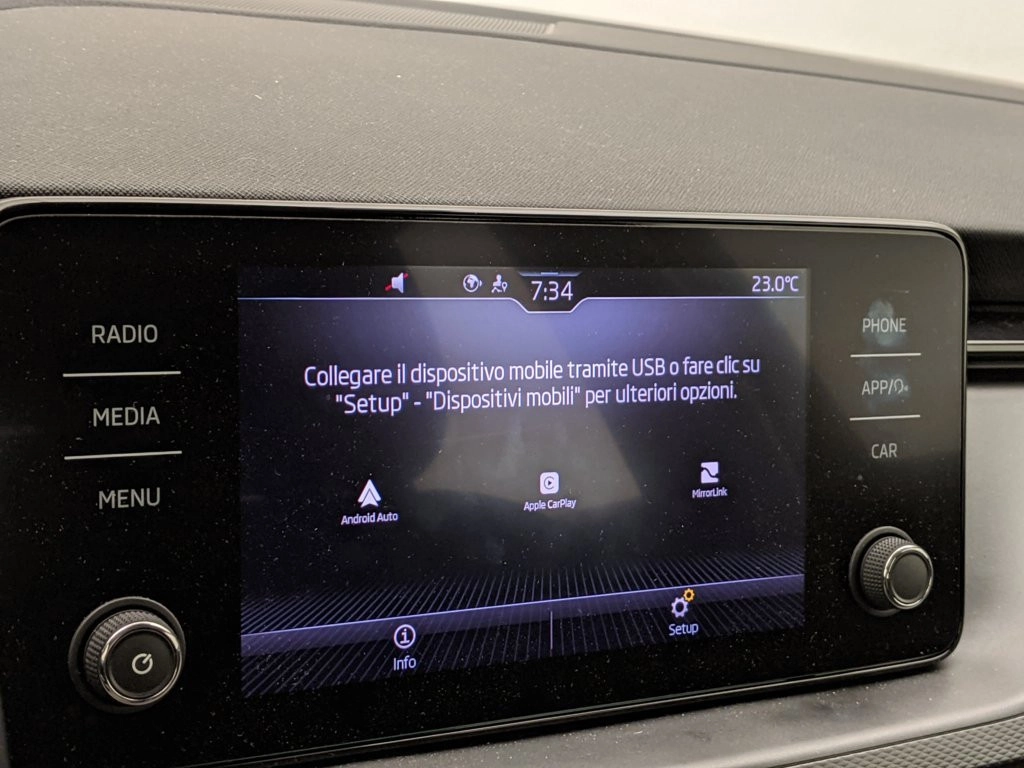 7:34
23.0°C
RADIO
MEDIA
MENU
Collegare il dispositivo mobile tramite USB o fare clic su
"Setup" - "Dispositivi mobili" per ulteriori opzioni.
Android Auto
Apple CarPlay
MirrorLink
Info
Setup
PHONE
APP/
CAR